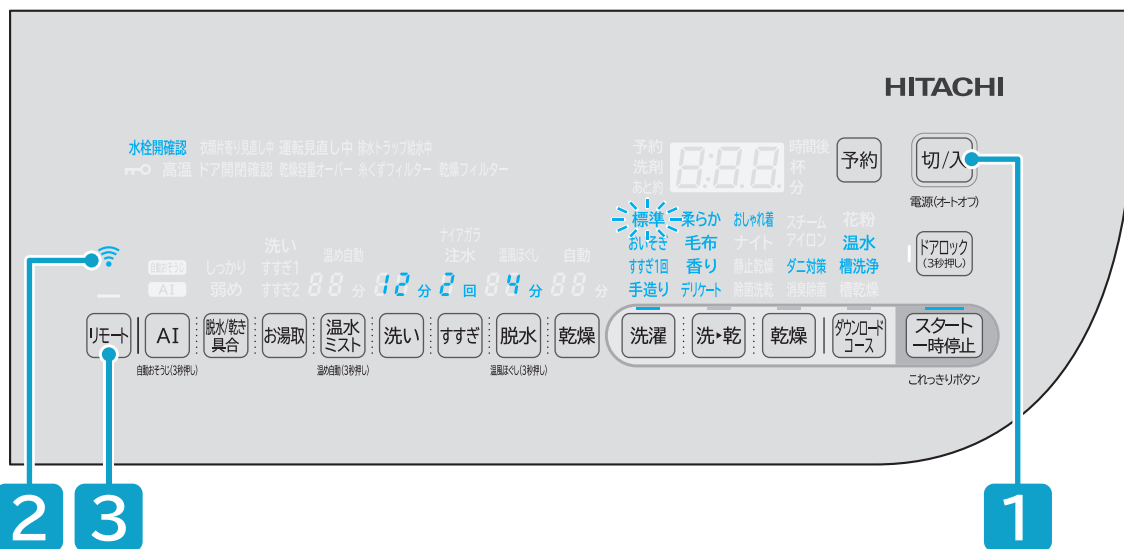 HITACHI
水栓開確認 衣類片寄り見直し中 運転見直し中 排水トラップ給水中
高温 ドア開閉確認 乾燥容量オーバー 糸くずフィルター 乾燥フィルター
予約 時間後
洗剤 8:88 杯
あと約 分
予約
切/入
電源(オートオフ)
標準 柔らか おしゃれ着 スチーム 花粉
おいそぎ 毛布 ナイト アイロン 温水
すすぎ1回 香り 静止乾燥 ダニ対策 槽洗浄
手造り デリケート 除菌洗乾 消臭除菌 槽乾燥
ドアロック
(3秒押し)
洗い ナイアガラ
自動おそうじ しっかり すすぎ1 温め自動 注水 温風ほぐし 自動
AI 弱め すすぎ2 88 分 12 分 2 回 4 分 88 分
リモート AI 脱水/乾き具合 お湯取 温水ミスト 洗い すすぎ 脱水 乾燥 洗濯 洗▸乾 乾燥 ダウンロードコース スタート一時停止
自動おそうじ(3秒押し) 温め自動(3秒押し) 温風ほぐし(3秒押し) これっきりボタン
2 3 1